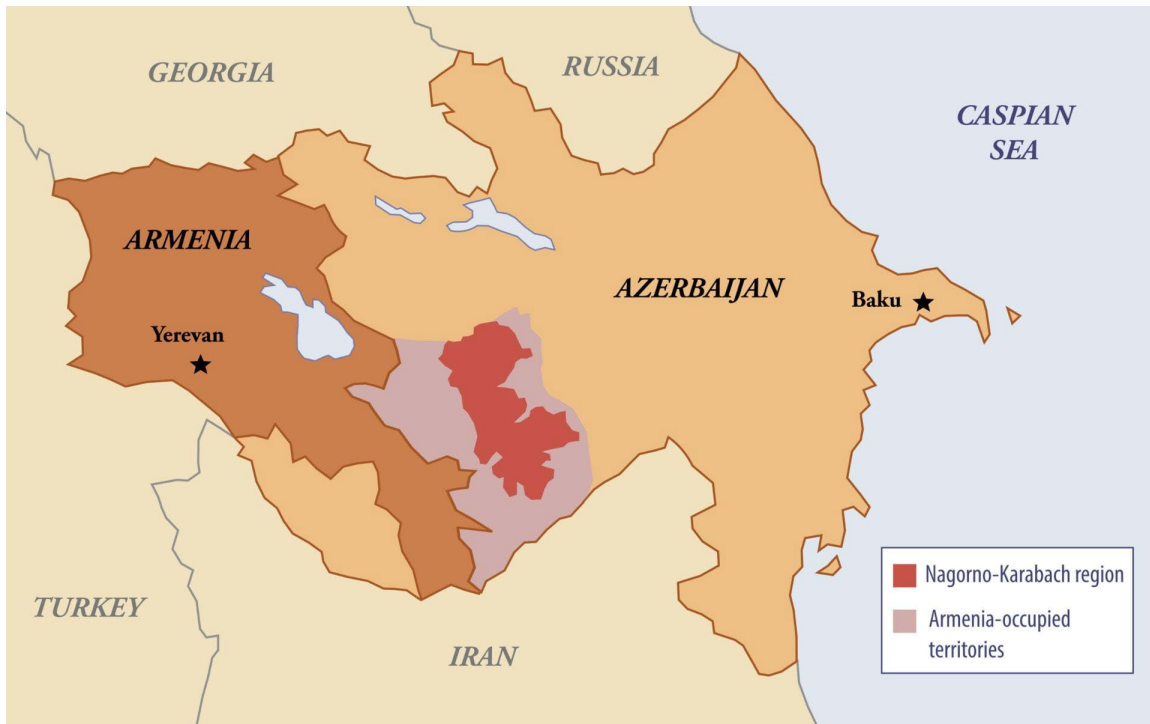 GEORGIA
RUSSIA
CASPIAN
SEA
ARMENIA
AZERBAIJAN
Baku
Yerevan
TURKEY
IRAN
Nagorno-Karabach region
Armenia-occupied
territories